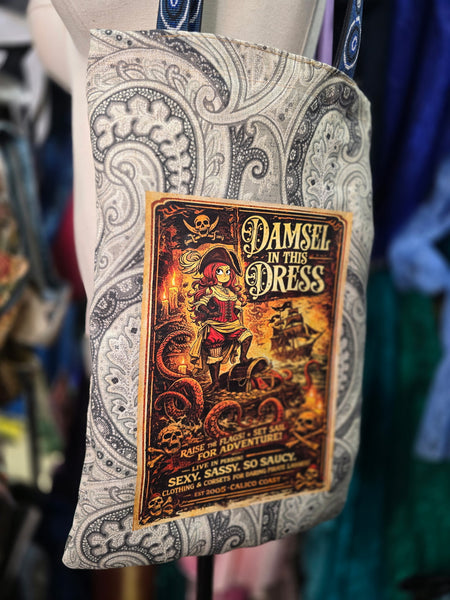 DAMSEL
IN THIS
DRESS
RAISE THE FLAGS! • SET SAIL
FOR ADVENTURE!
LIVE IN PERSON!
SEXY, SASSY, SO SAUCY,
CLOTHING & CORSETS FOR DARING PIRATE LASSES!
EST 2005 • CALICO COAST